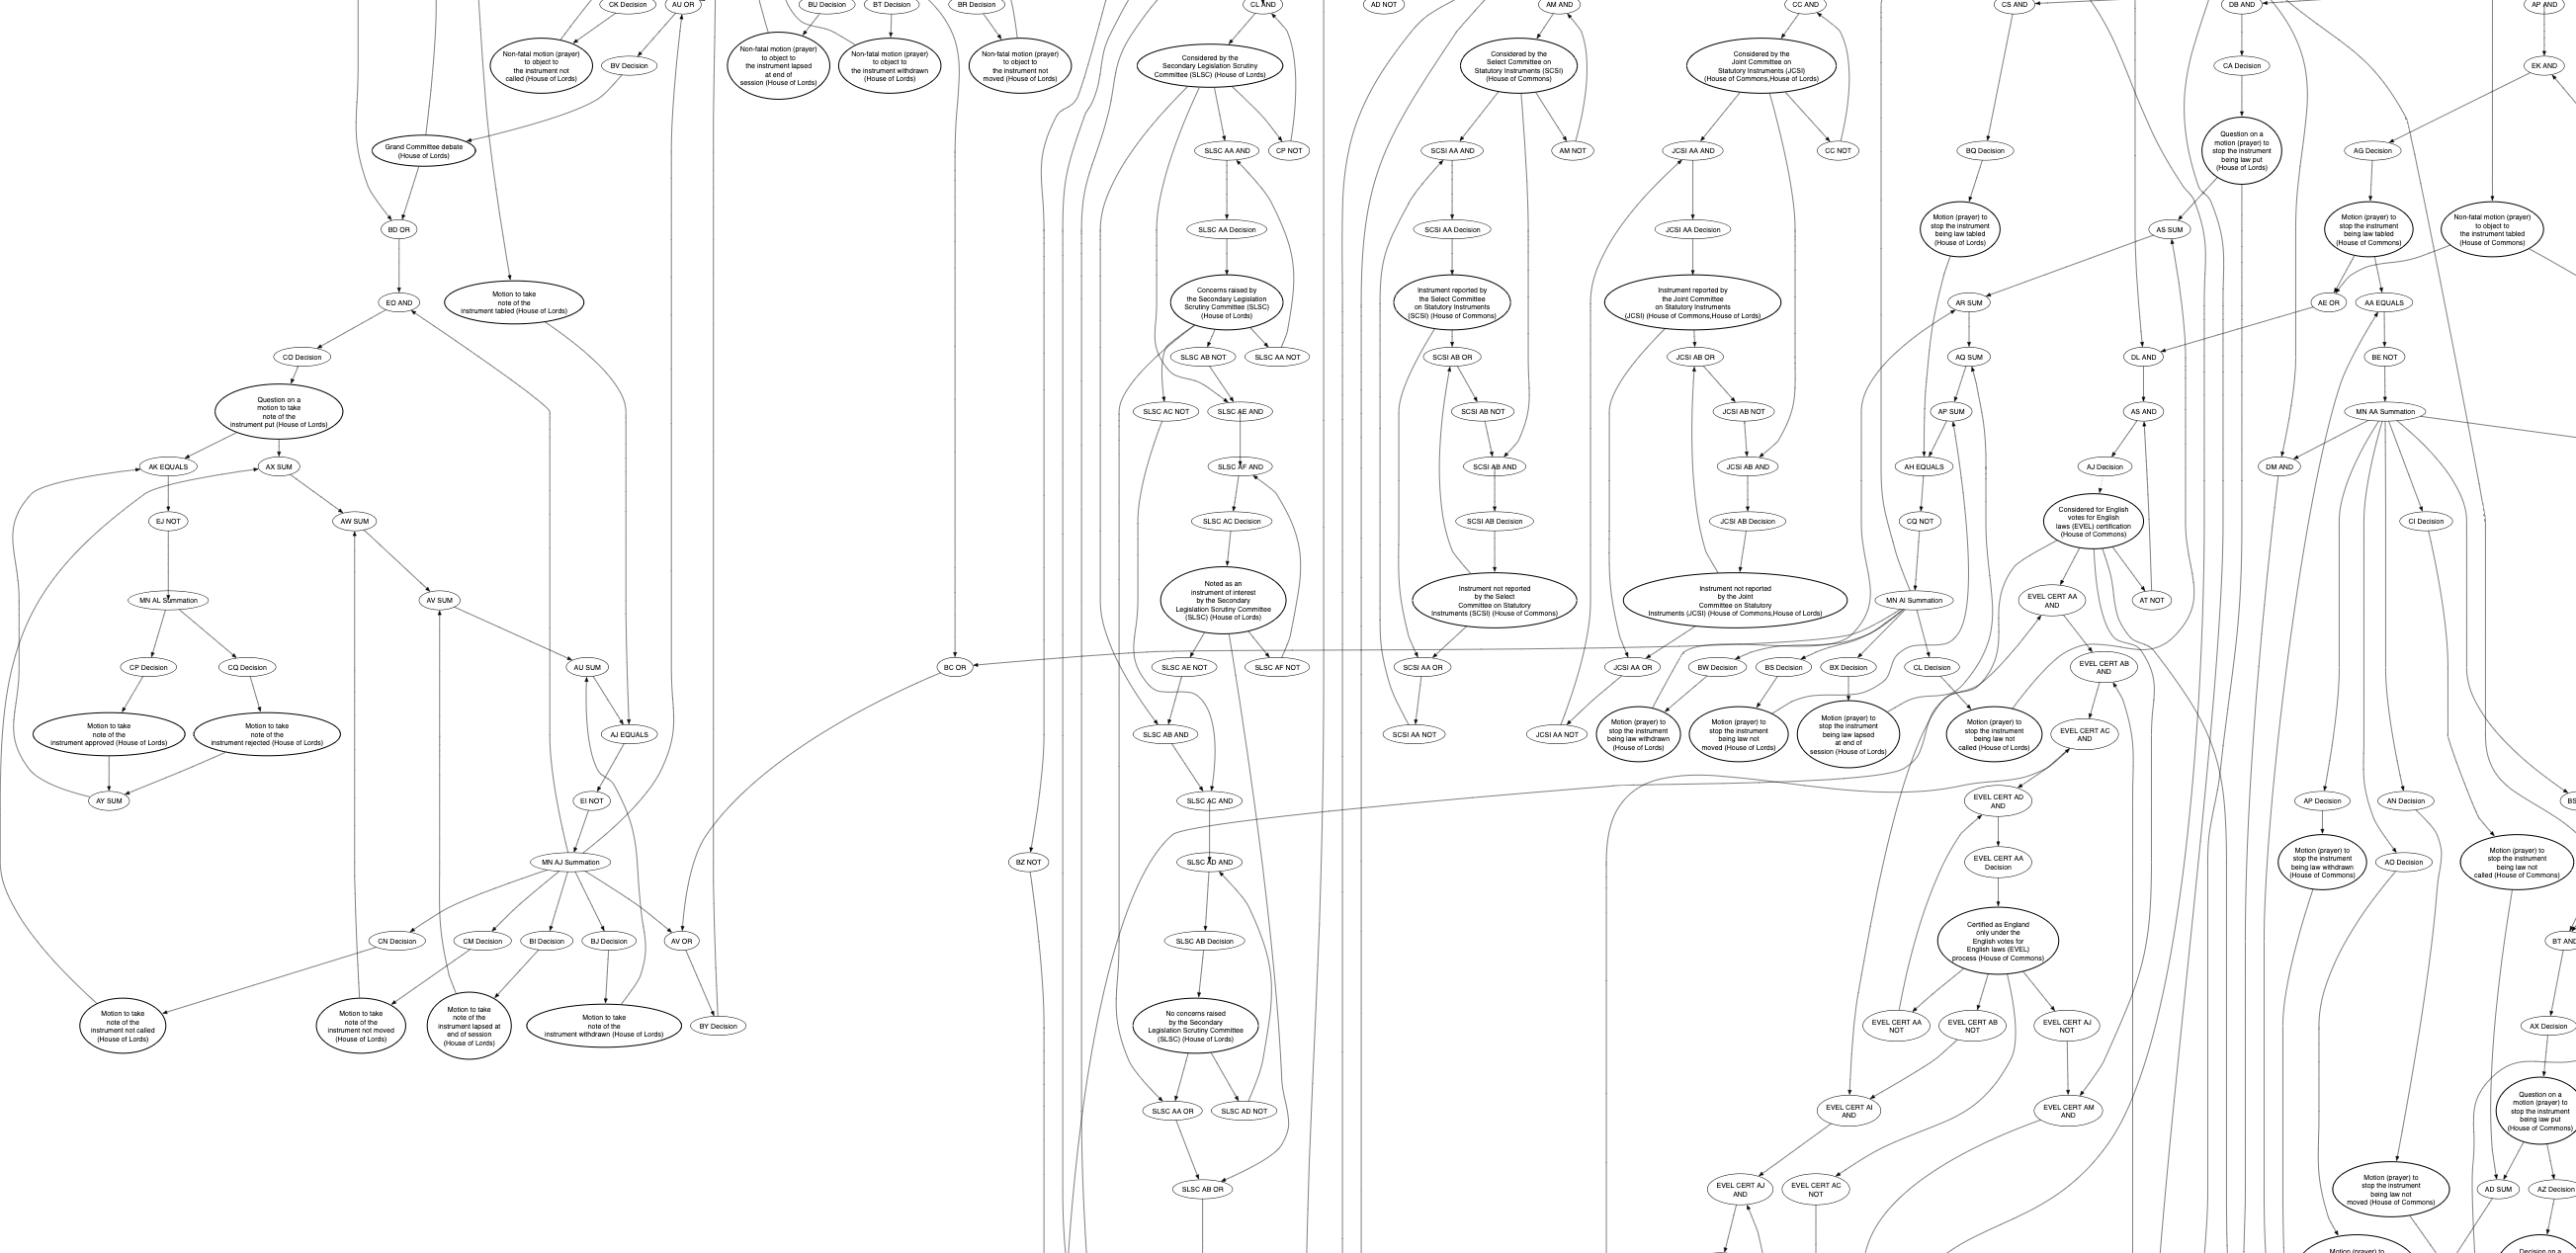 CK Decision
AU OR
BU Decision
BT Decision
BR Decision
CL AND
AD NOT
AM AND
CC AND
CS AND
DB AND
AP AND
Non-fatal motion (prayer)
to object to
the instrument not
called (House of Lords)
BV Decision
Non-fatal motion (prayer)
to object to
the instrument lapsed
at end of
session (House of Lords)
Non-fatal motion (prayer)
to object to
the instrument withdrawn
(House of Lords)
Non-fatal motion (prayer)
to object to
the instrument not
moved (House of Lords)
Considered by the
Secondary Legislation Scrutiny
Committee (SLSC) (House of Lords)
Considered by the
Select Committee on
Statutory Instruments (SCSI)
(House of Commons)
Considered by the
Joint Committee on
Statutory Instruments (JCSI)
(House of Commons,House of Lords)
CA Decision
EK AND
Grand Committee debate
(House of Lords)
SLSC AA AND
CP NOT
SCSI AA AND
AM NOT
JCSI AA AND
CC NOT
BQ Decision
Question on a
motion (prayer) to
stop the instrument
being law put
(House of Lords)
AG Decision
BD OR
SLSC AA Decision
SCSI AA Decision
JCSI AA Decision
Motion (prayer) to
stop the instrument
being law tabled
(House of Lords)
AS SUM
Motion (prayer) to
stop the instrument
being law tabled
(House of Commons)
Non-fatal motion (prayer)
to object to
the instrument tabled
(House of Commons)
EO AND
Motion to take
note of the
instrument tabled (House of Lords)
Concerns raised by
the Secondary Legislation
Scrutiny Committee (SLSC)
(House of Lords)
Instrument reported by
the Select Committee
on Statutory Instruments
(SCSI) (House of Commons)
Instrument reported by
the Joint Committee
on Statutory Instruments
(JCSI) (House of Commons,House of Lords)
AR SUM
AE OR
AA EQUALS
CO Decision
SLSC AB NOT
SLSC AA NOT
SCSI AB OR
JCSI AB OR
AQ SUM
DL AND
BE NOT
Question on a
motion to take
note of the
instrument put (House of Lords)
SLSC AC NOT
SLSC AE AND
SCSI AB NOT
JCSI AB NOT
AP SUM
AS AND
MN AA Summation
AK EQUALS
AX SUM
SLSC AF AND
SCSI AB AND
JCSI AB AND
AH EQUALS
AJ Decision
DM AND
EJ NOT
AW SUM
SLSC AC Decision
SCSI AB Decision
JCSI AB Decision
CQ NOT
Considered for English
votes for English
laws (EVEL) certification
(House of Commons)
CI Decision
MN AL Summation
AV SUM
Noted as an
instrument of interest
by the Secondary
Legislation Scrutiny Committee
(SLSC) (House of Lords)
Instrument not reported
by the Select
Committee on Statutory
Instruments (SCSI) (House of Commons)
Instrument not reported
by the Joint
Committee on Statutory
Instruments (JCSI) (House of Commons,House of Lords)
MN AI Summation
EVEL CERT AA
AND
AT NOT
CP Decision
CQ Decision
AU SUM
BC OR
SLSC AE NOT
SLSC AF NOT
SCSI AA OR
JCSI AA OR
BW Decision
BS Decision
BX Decision
CL Decision
EVEL CERT AB
AND
Motion to take
note of the
instrument approved (House of Lords)
Motion to take
note of the
instrument rejected (House of Lords)
AJ EQUALS
SLSC AB AND
SCSI AA NOT
JCSI AA NOT
Motion (prayer) to
stop the instrument
being law withdrawn
(House of Lords)
Motion (prayer) to
stop the instrument
being law not
moved (House of Lords)
Motion (prayer) to
stop the instrument
being law lapsed
at end of
session (House of Lords)
Motion (prayer) to
stop the instrument
being law not
called (House of Lords)
EVEL CERT AC
AND
AY SUM
EI NOT
SLSC AC AND
EVEL CERT AD
AND
AP Decision
AN Decision
BS
MN AJ Summation
BZ NOT
SLSC AD AND
EVEL CERT AA
Decision
Motion (prayer) to
stop the instrument
being law withdrawn
(House of Commons)
AO Decision
Motion (prayer) to
stop the instrument
being law not
called (House of Commons)
CN Decision
CM Decision
BI Decision
BJ Decision
AV OR
SLSC AB Decision
Certified as England
only under the
English votes for
English laws (EVEL)
process (House of Commons)
BT AND
Motion to take
note of the
instrument not called
(House of Lords)
Motion to take
note of the
instrument not moved
(House of Lords)
Motion to take
note of the
instrument lapsed at
end of session
(House of Lords)
Motion to take
note of the
instrument withdrawn (House of Lords)
BY Decision
No concerns raised
by the Secondary
Legislation Scrutiny Committee
(SLSC) (House of Lords)
EVEL CERT AA
NOT
EVEL CERT AB
NOT
EVEL CERT AJ
NOT
AX Decision
SLSC AA OR
SLSC AD NOT
EVEL CERT AI
AND
EVEL CERT AM
AND
Question on a
motion (prayer) to
stop the instrument
being law put
(House of Commons)
SLSC AB OR
EVEL CERT AJ
AND
EVEL CERT AC
NOT
Motion (prayer) to
stop the instrument
being law not
moved (House of Commons)
AD SUM
AZ Decision
Motion (prayer) to
Decision on a